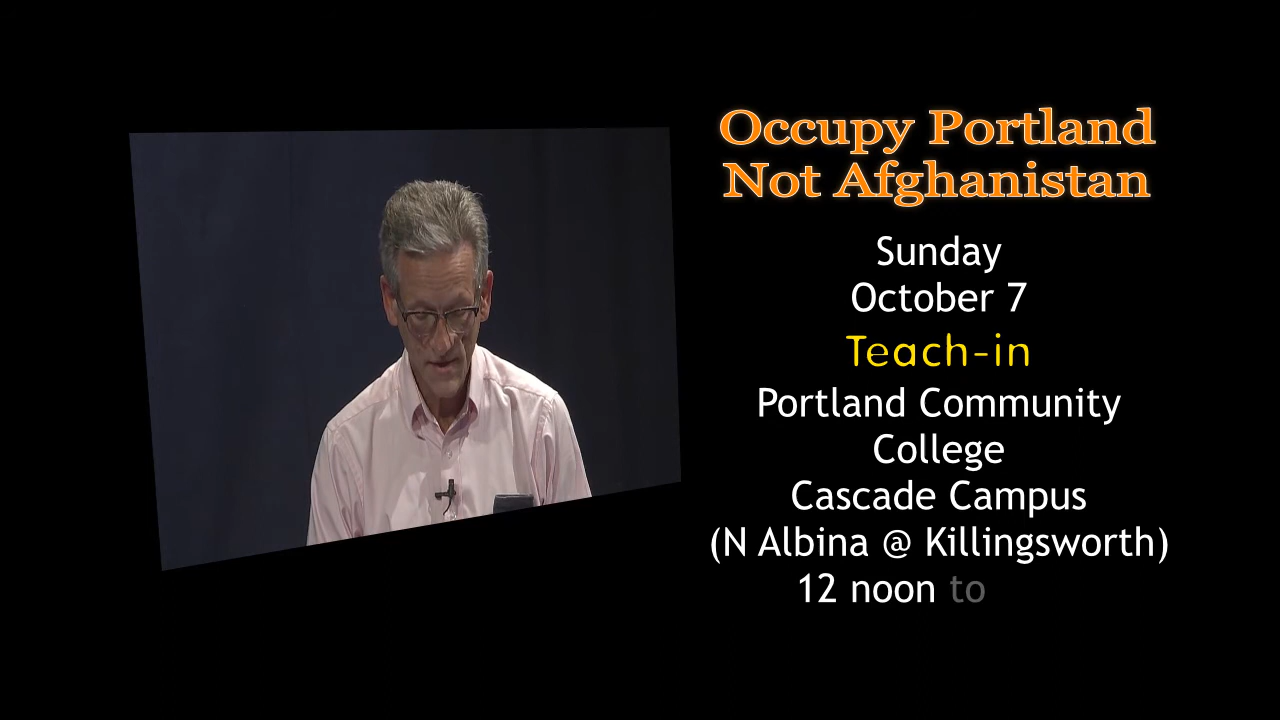 Occupy Portland
Not Afghanistan
Sunday
October 7
Teach-in
Portland Community
College
Cascade Campus
(N Albina @ Killingsworth)
12 noon to